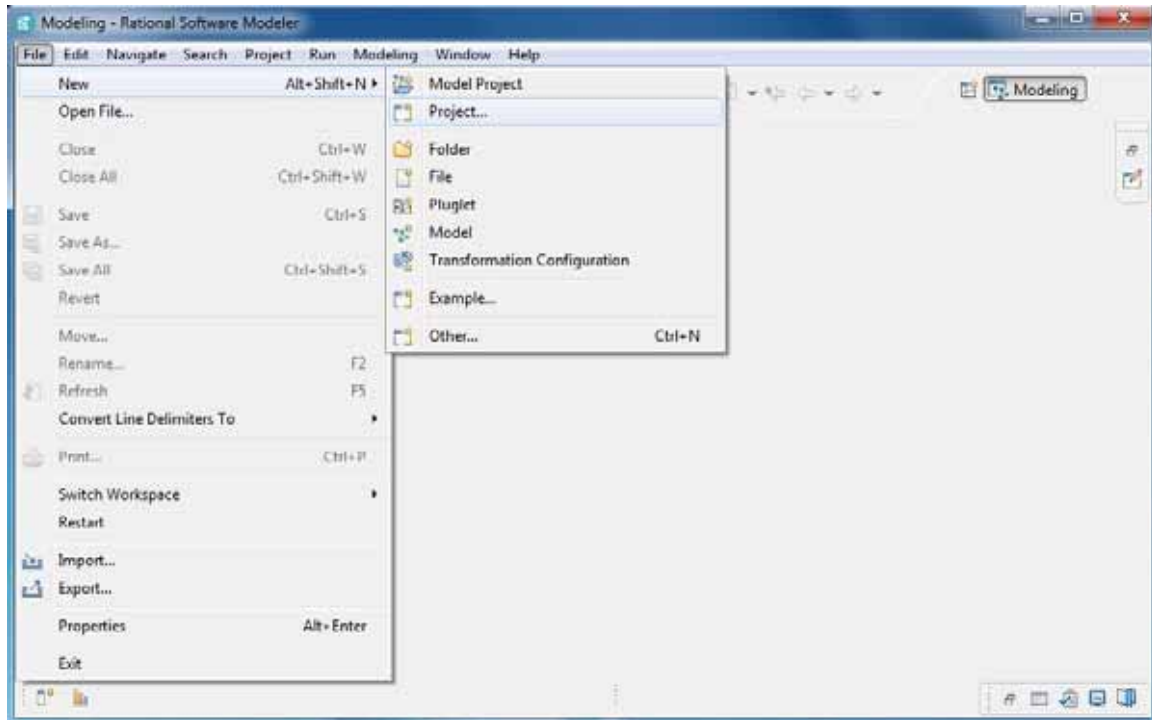 Modeling - Rational Software Modeler
File Edit Navigate Search Project Run Modeling Window Help
New Alt+Shift+N
Open File...
Close Ctrl+W
Close All Ctrl+Shift+W
Save Ctrl+S
Save As...
Save All Ctrl+Shift+S
Revert
Move...
Rename... F2
Refresh F5
Convert Line Delimiters To
Print... Ctrl+P
Switch Workspace
Restart
Import...
Export...
Properties Alt+Enter
Exit
Model Project
Project...
Folder
File
Pluglet
Model
Transformation Configuration
Example...
Other... Ctrl+N
Modeling